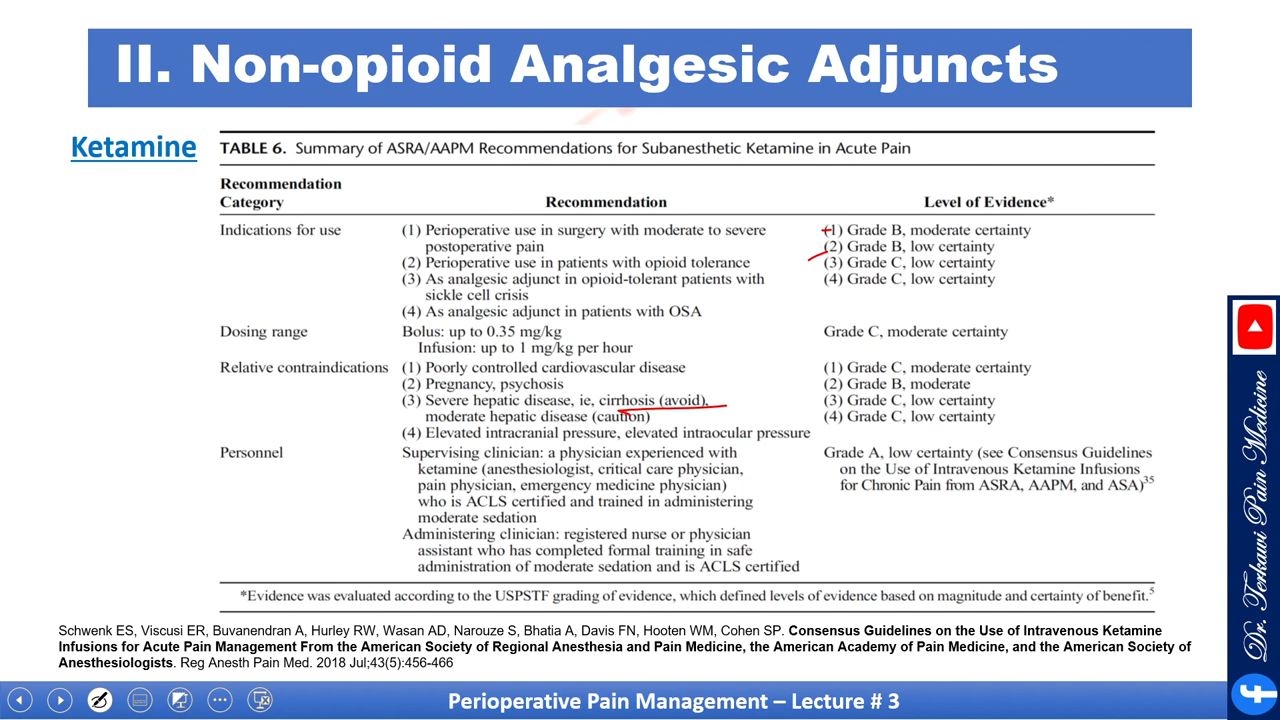 II. Non-opioid Analgesic Adjuncts
Ketamine
TABLE 6. Summary of ASRA/AAPM Recommendations for Subanesthetic Ketamine in Acute Pain
Recommendation Category Recommendation Level of Evidence*
Indications for use
(1) Perioperative use in surgery with moderate to severe
postoperative pain
(2) Perioperative use in patients with opioid tolerance
(3) As analgesic adjunct in opioid-tolerant patients with
sickle cell crisis
(4) As analgesic adjunct in patients with OSA
(1) Grade B, moderate certainty
(2) Grade B, low certainty
(3) Grade C, low certainty
(4) Grade C, low certainty
Dosing range
Bolus: up to 0.35 mg/kg
Infusion: up to 1 mg/kg per hour
Grade C, moderate certainty
Relative contraindications
(1) Poorly controlled cardiovascular disease
(2) Pregnancy, psychosis
(3) Severe hepatic disease, ie, cirrhosis (avoid),
moderate hepatic disease (caution)
(4) Elevated intracranial pressure, elevated intraocular pressure
(1) Grade C, moderate certainty
(2) Grade B, moderate
(3) Grade C, low certainty
(4) Grade C, low certainty
Personnel
Supervising clinician: a physician experienced with
ketamine (anesthesiologist, critical care physician,
pain physician, emergency medicine physician)
who is ACLS certified and trained in administering
moderate sedation
Administering clinician: registered nurse or physician
assistant who has completed formal training in safe
administration of moderate sedation and is ACLS certified
Grade A, low certainty (see Consensus Guidelines
on the Use of Intravenous Ketamine Infusions
for Chronic Pain from ASRA, AAPM, and ASA)35
*Evidence was evaluated according to the USPSTF grading of evidence, which defined levels of evidence based on magnitude and certainty of benefit.5
Schwenk ES, Viscusi ER, Buvanendran A, Hurley RW, Wasan AD, Narouze S, Bhatia A, Davis FN, Hooten WM, Cohen SP. Consensus Guidelines on the Use of Intravenous Ketamine
Infusions for Acute Pain Management From the American Society of Regional Anesthesia and Pain Medicine, the American Academy of Pain Medicine, and the American Society of
Anesthesiologists. Reg Anesth Pain Med. 2018 Jul;43(5):456-466
Perioperative Pain Management – Lecture # 3
Dr. Terkawi Pain Medicine